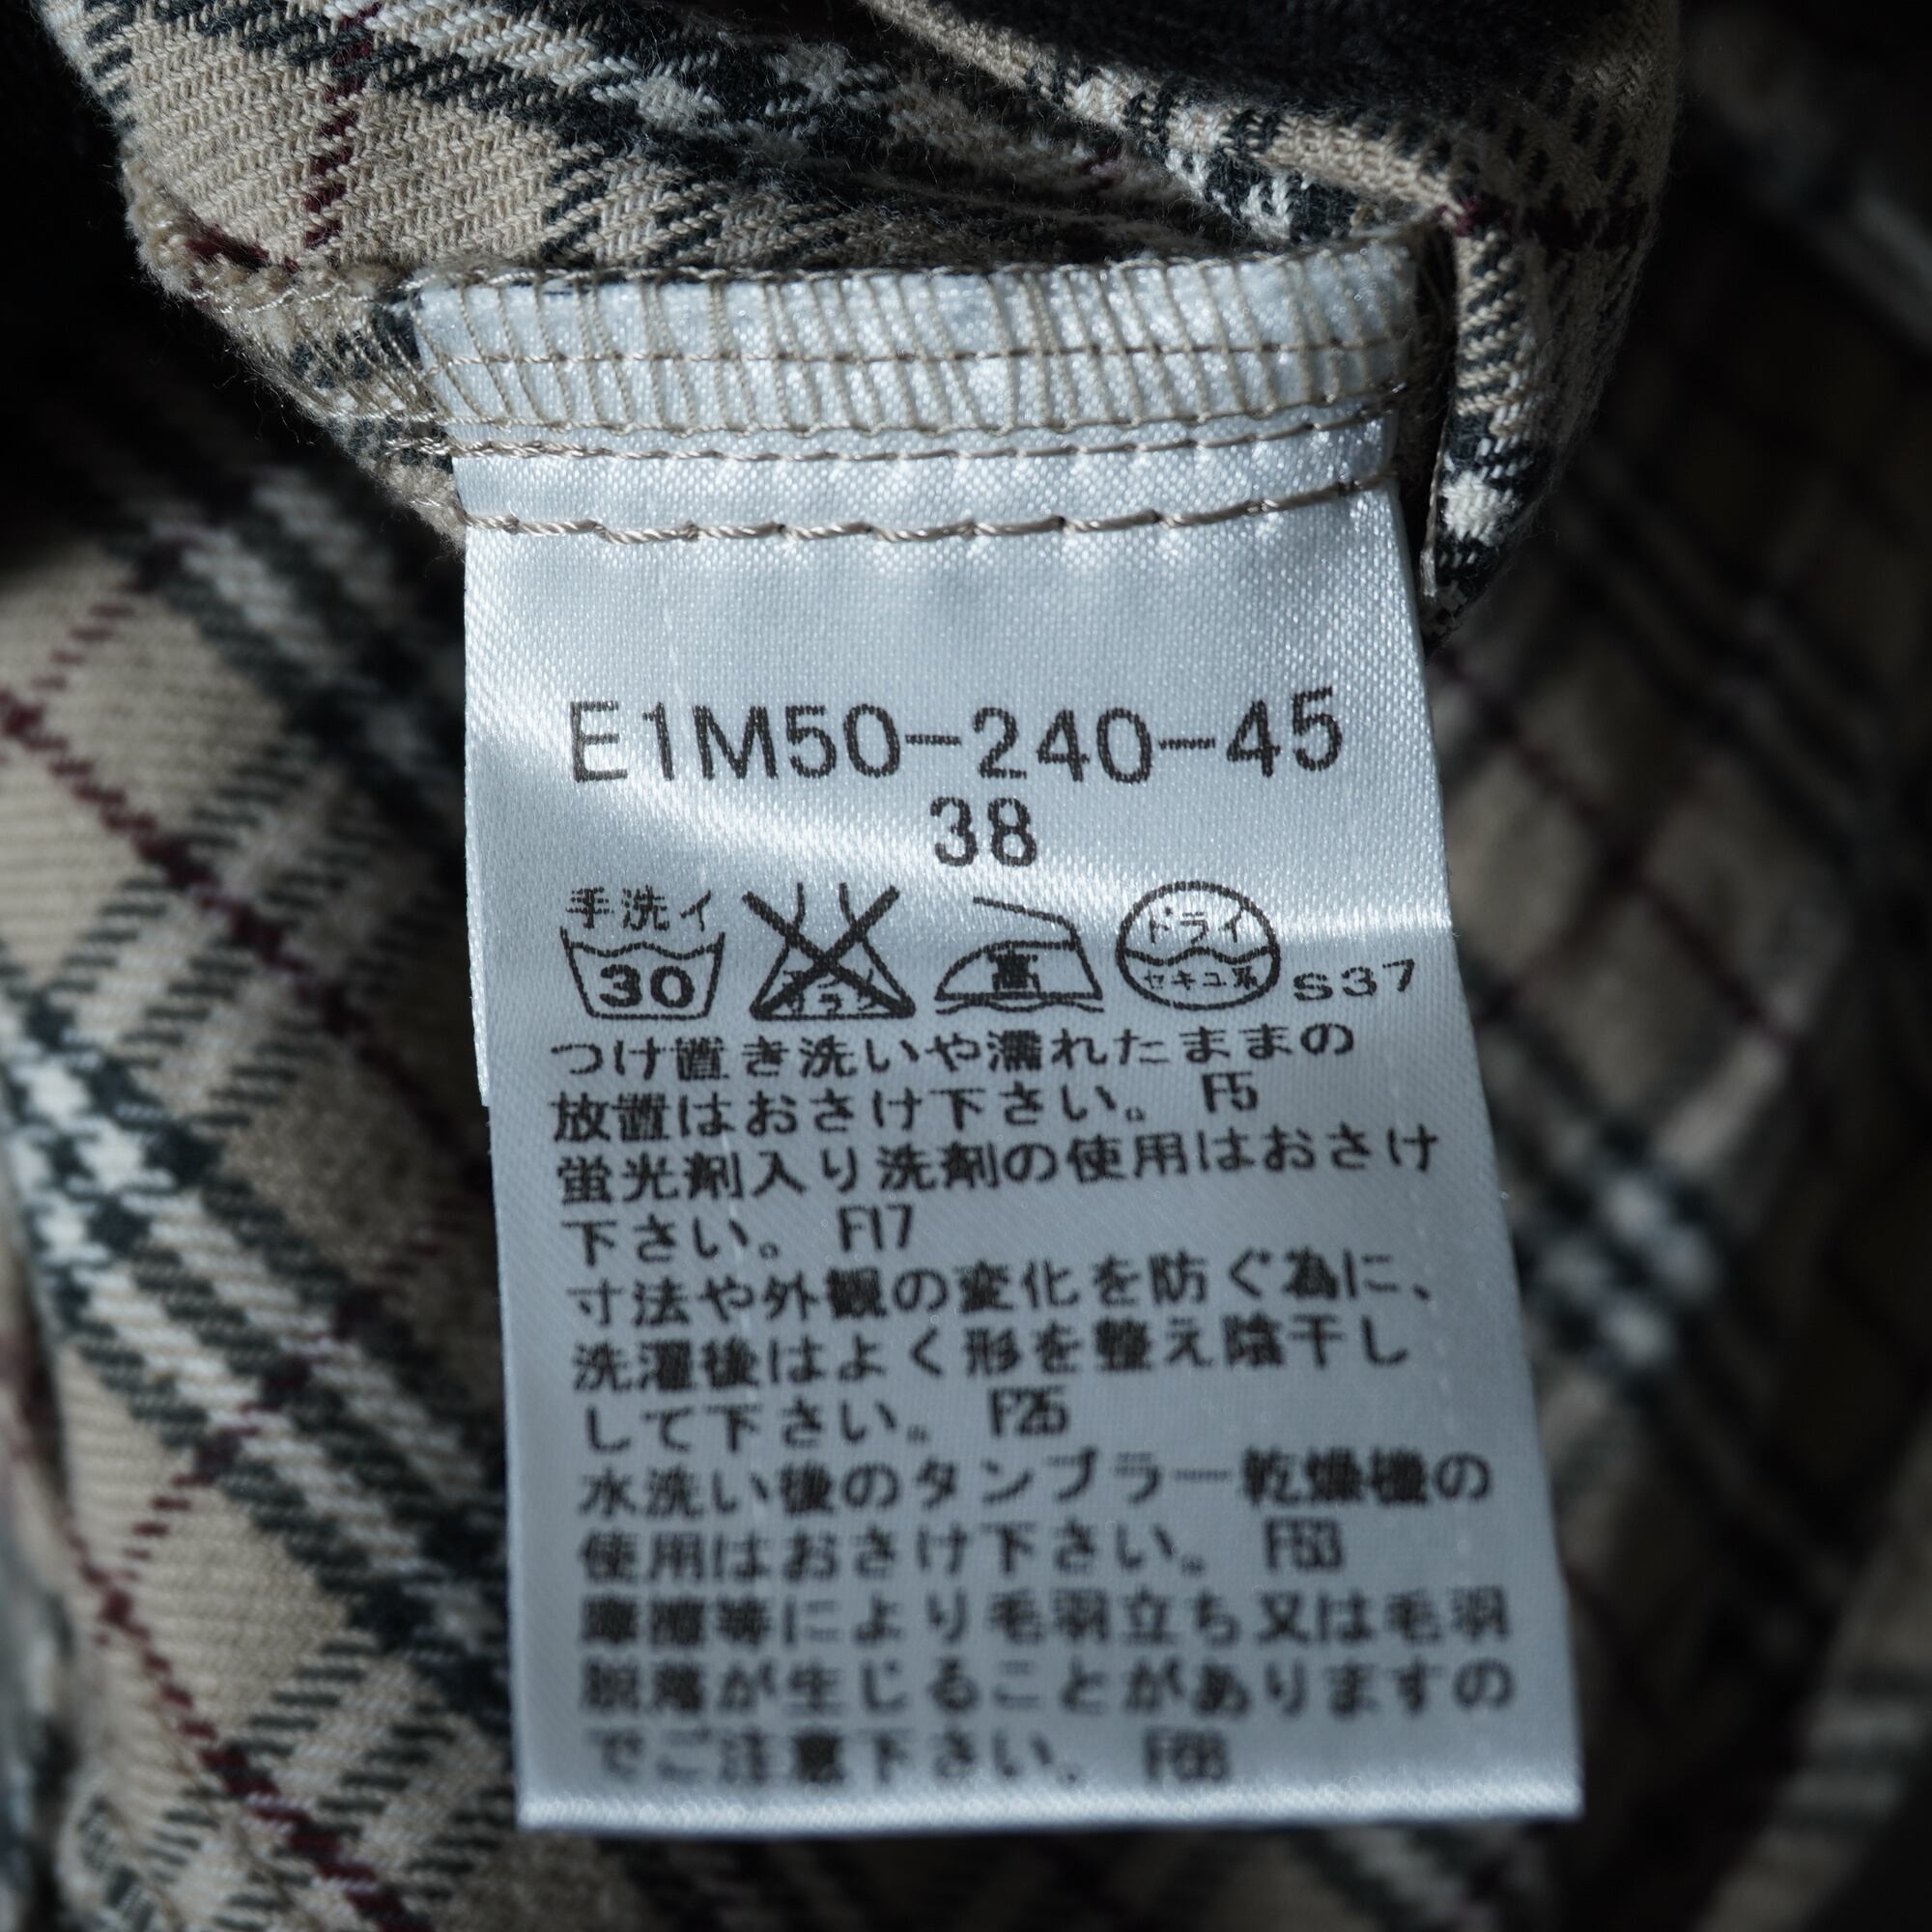 E1M50-240-45
38
手洗イ
30
エンソサラシ
高
ドライ
セキユ系
S37
つけ置き洗いや濡れたままの
放置はおさけ下さい。 F5
蛍光剤入り洗剤の使用はおさけ
下さい。 F17
寸法や外観の変化を防ぐ為に、
洗濯後はよく形を整え陰干し
して下さい。 F25
水洗い後のタンブラー乾燥機の
使用はおさけ下さい。 F53
摩擦等により毛羽立ち又は毛羽
脱落が生じることがありますの
でご注意下さい。 F68